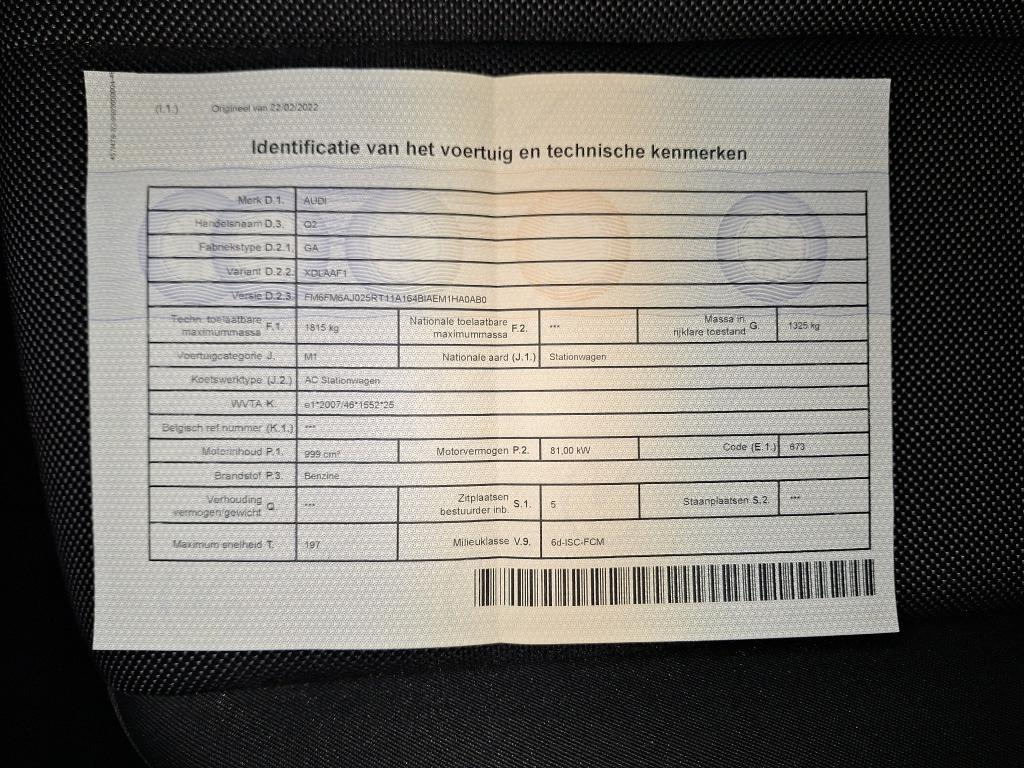 (I.1.) Origineel van 22/02/2022
Identificatie van het voertuig en technische kenmerken
Merk D.1. AUDI
Handelsnaam D.3. Q2
Fabriekstype D.2.1. GA
Variant D.2.2. XDLAAF1
Versie D.2.3. FM6FM6AJ025RT11A164BIAEM1HA0AB0
Techn. toelaatbare maximummassa F.1. 1815 kg Nationale toelaatbare maximummassa F.2. *** Massa in rijklare toestand G. 1325 kg
Voertuigcategorie J. M1 Nationale aard (J.1.) Stationwagen
Koetswerktype (J.2.) AC Stationwagen
WVTA K. e1*2007/46*1552*25
Belgisch ref.nummer (K.1.) ***
Motorinhoud P.1. 999 cm³ Motorvermogen P.2. 81,00 kW Code (E.1.) 673
Brandstof P.3. Benzine
Verhouding vermogen/gewicht Q. *** Zitplaatsen bestuurder inb. S.1. 5 Staanplaatsen S.2. ***
Maximum snelheid T. 197 Milieuklasse V.9. 6d-ISC-FCM